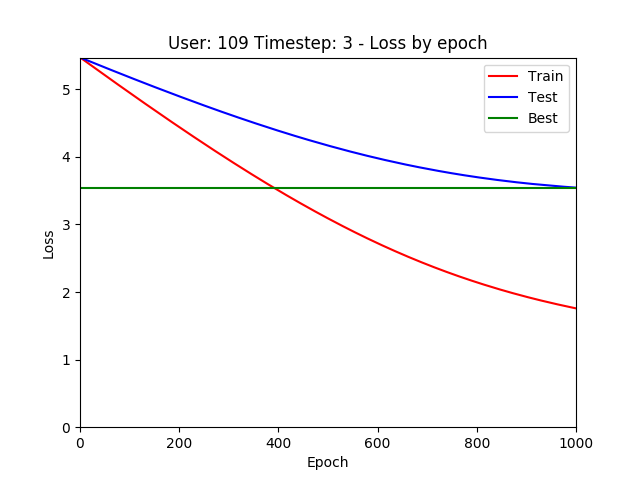 User: 109 Timestep: 3 - Loss by epoch
Train
Test
Best
5
4
3
2
1
0
Loss
0 200 400 600 800 1000
Epoch